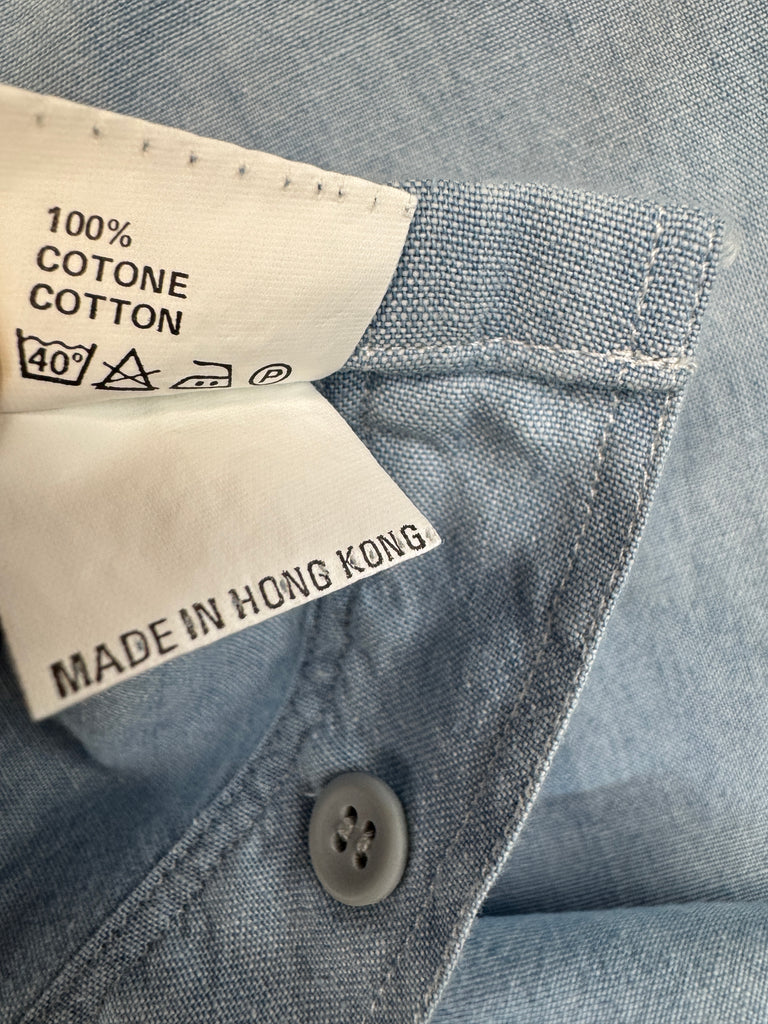 100%
COTONE
COTTON
40° P
MADE IN HONG KONG